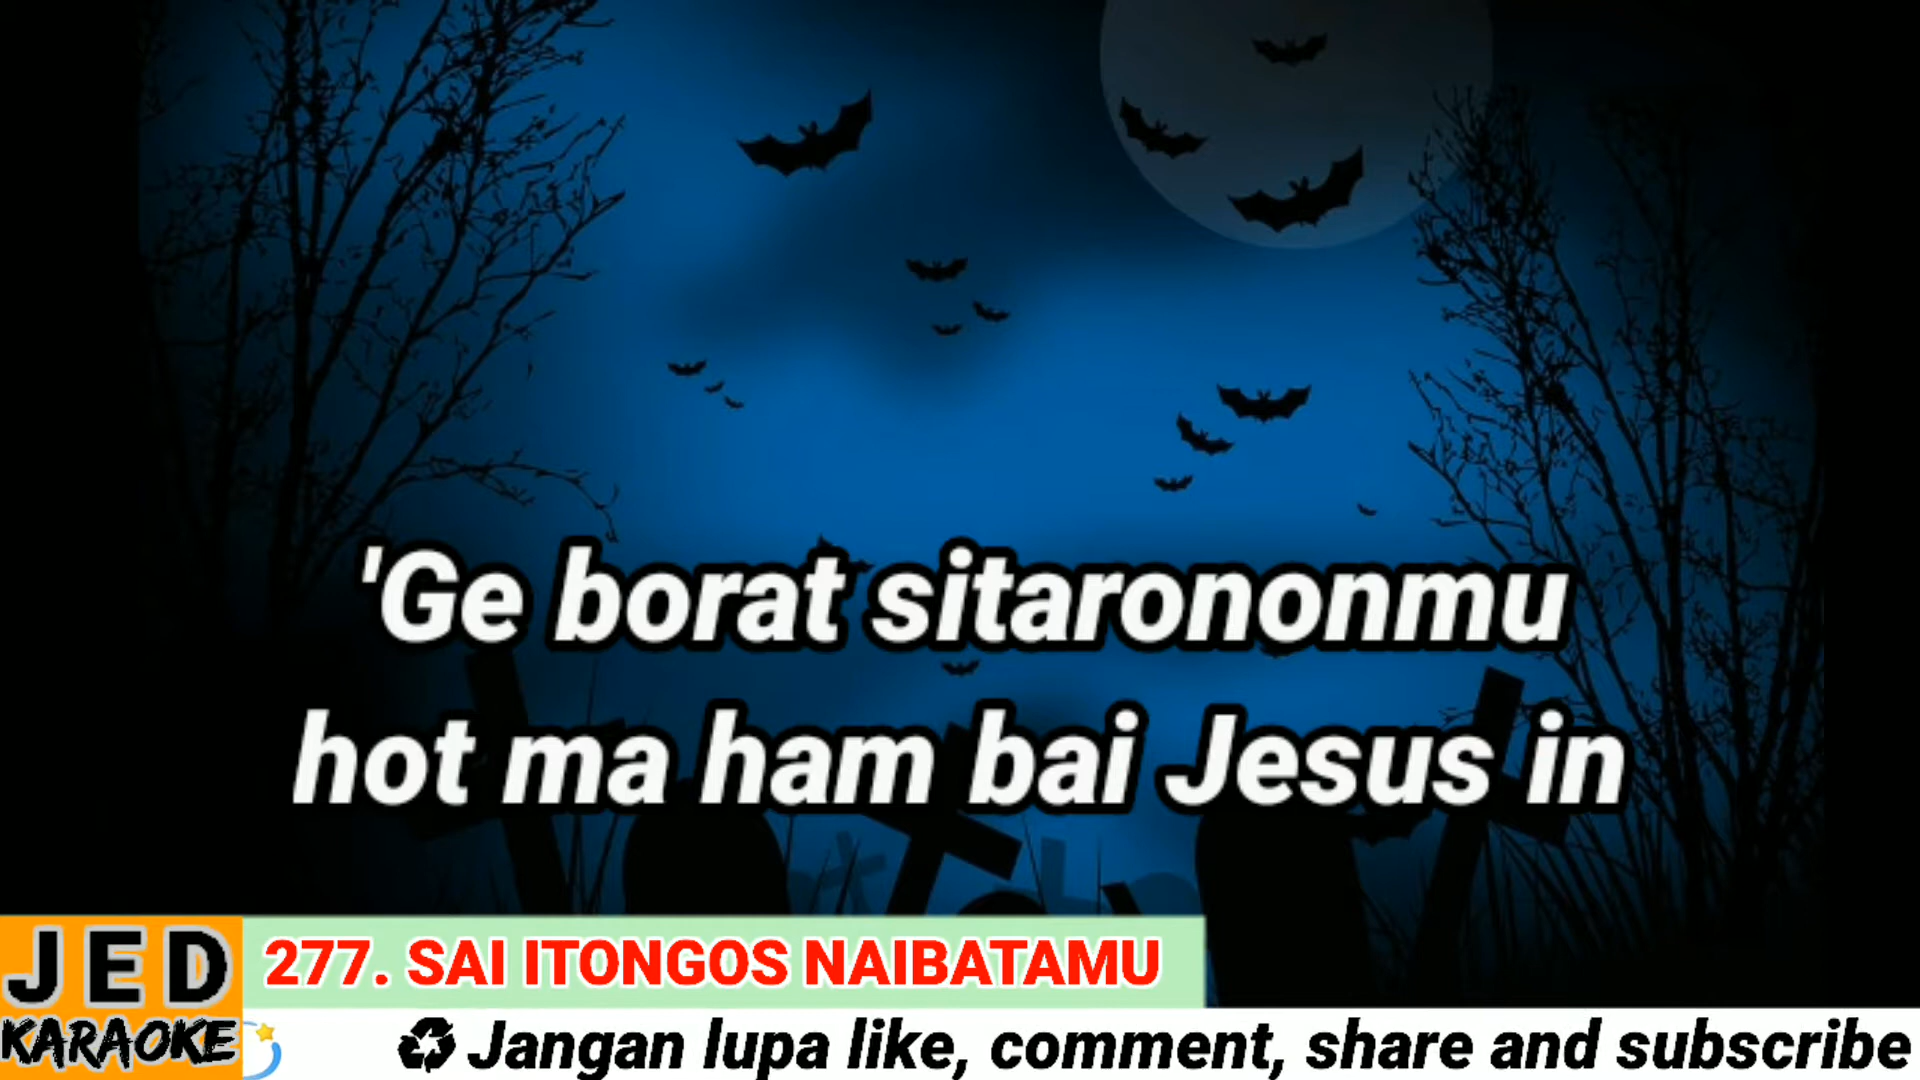 'Ge borat sitarononmu
hot ma ham bai Jesus in
JED
KARAOKE
277. SAI ITONGOS NAIBATAMU
Jangan lupa like, comment, share and subscribe